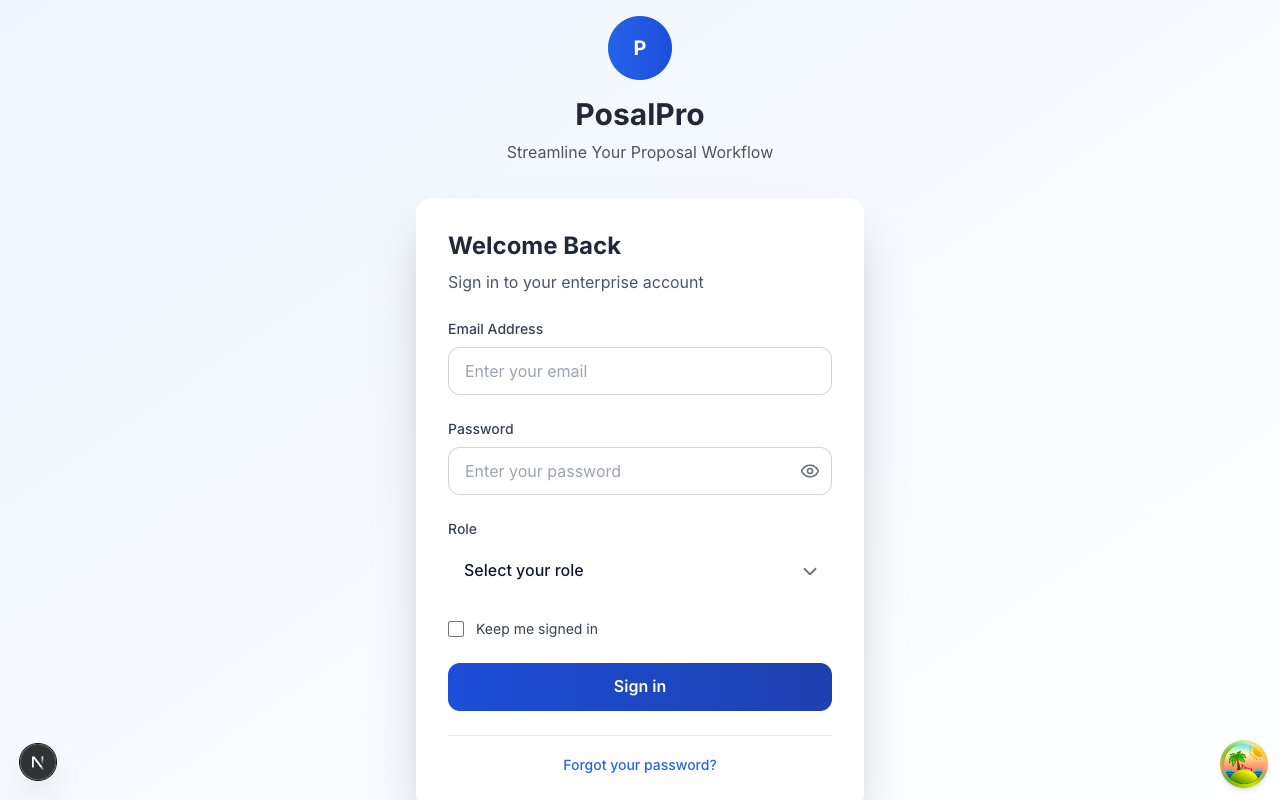 P
PosalPro
Streamline Your Proposal Workflow
Welcome Back
Sign in to your enterprise account
Email Address
Enter your email
Password
Enter your password
Role
Select your role
Keep me signed in
Sign in
Forgot your password?
N